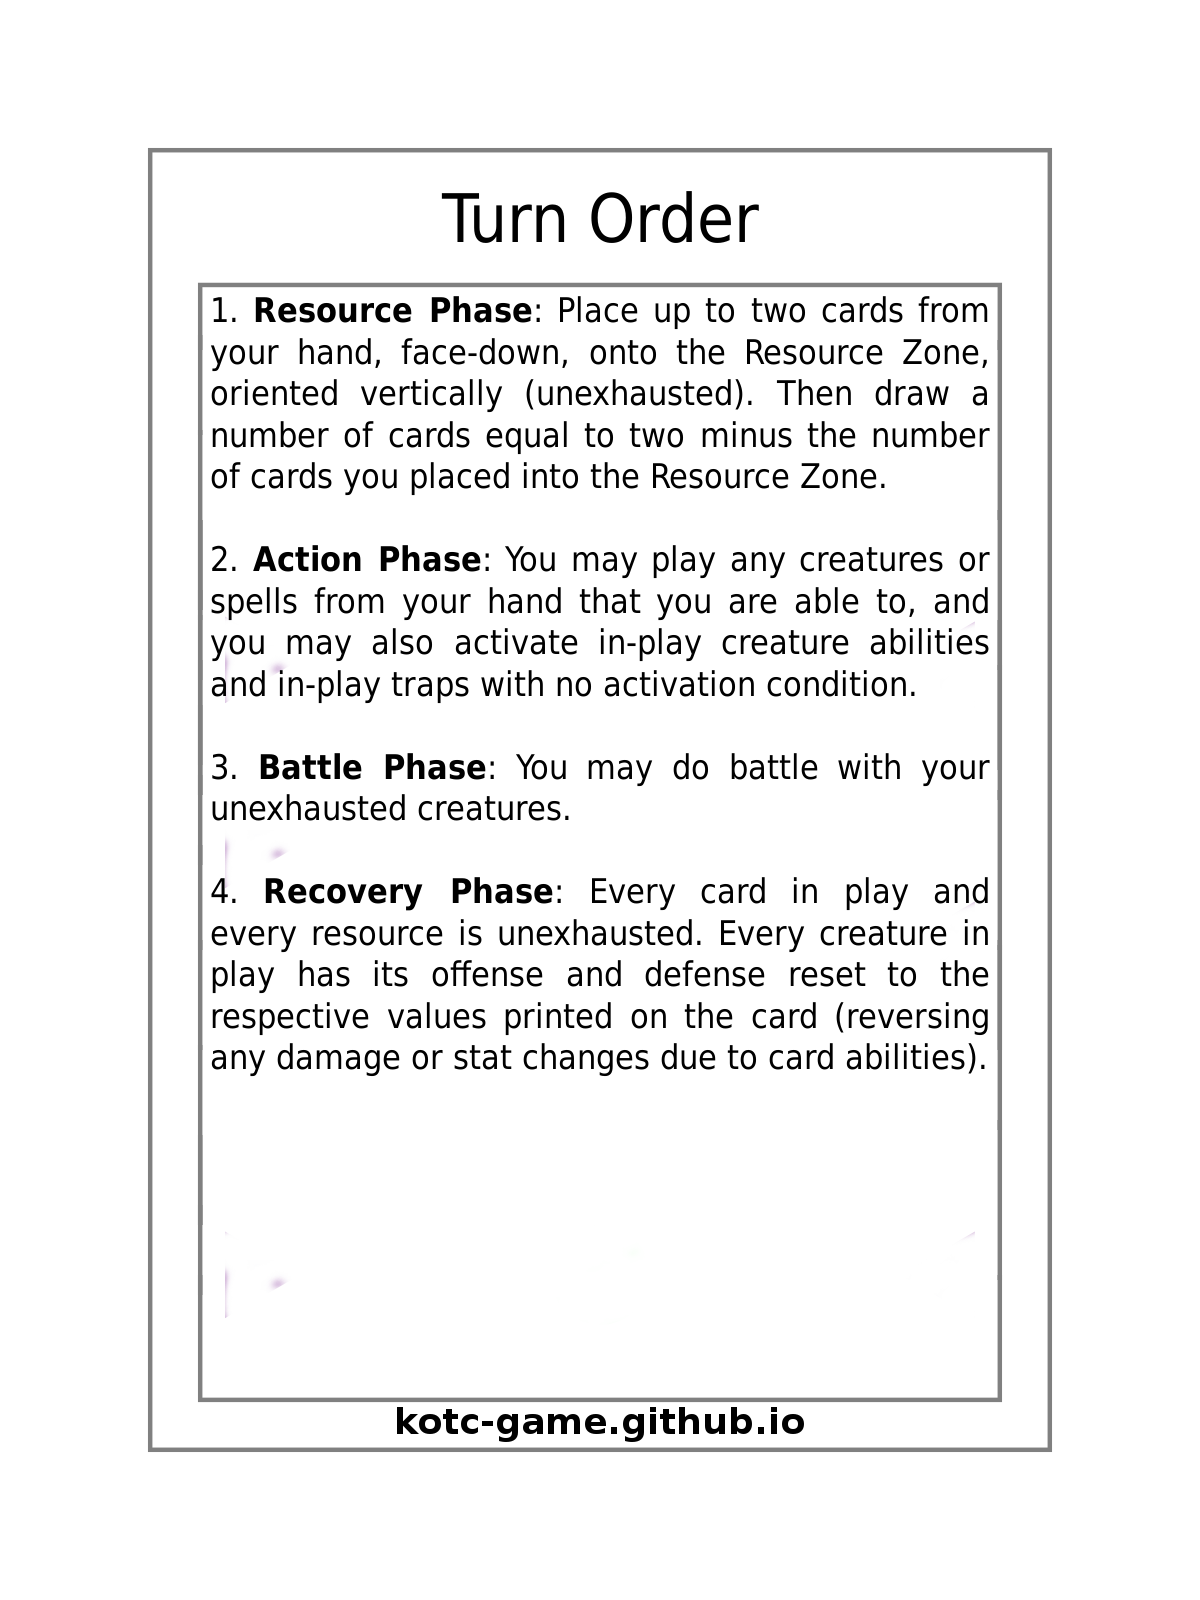 Turn Order
1. Resource Phase: Place up to two cards from
your hand, face-down, onto the Resource Zone,
oriented vertically (unexhausted). Then draw a
number of cards equal to two minus the number
of cards you placed into the Resource Zone.
2. Action Phase: You may play any creatures or
spells from your hand that you are able to, and
you may also activate in-play creature abilities
and in-play traps with no activation condition.
3. Battle Phase: You may do battle with your
unexhausted creatures.
4. Recovery Phase: Every card in play and
every resource is unexhausted. Every creature in
play has its offense and defense reset to the
respective values printed on the card (reversing
any damage or stat changes due to card abilities).
kotc-game.github.io